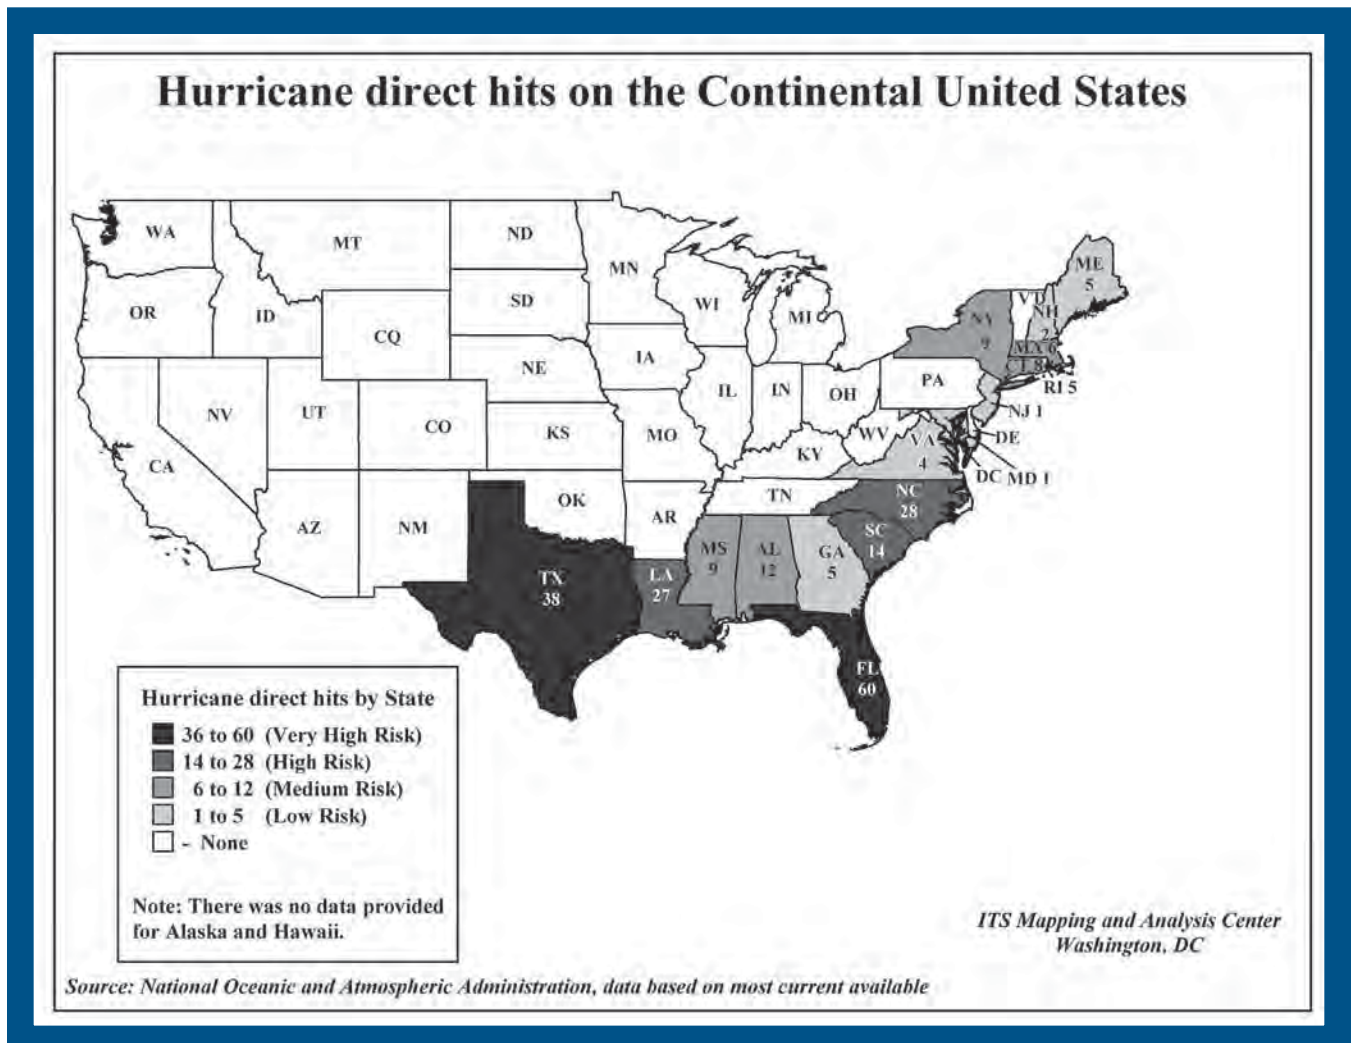 Hurricane direct hits on the Continental United States
WA
MT
ND
MN
OR
ID
SD
WI
MI
ME
5
VT
NH
2
NY
9
MA 6
8
RI 5
CQ
IA
NE
PA
NJ 1
NV
UT
CO
IL
IN
OH
DE
KS
MO
WV
VA
4
DC
MD 1
CA
KV
OK
TN
NC
28
AZ
NM
AR
SC
14
MS
9
AL
12
GA
5
TX
38
LA
27
FL
60
Hurricane direct hits by State
36 to 60 (Very High Risk)
14 to 28 (High Risk)
6 to 12 (Medium Risk)
1 to 5 (Low Risk)
- None
Note: There was no data provided
for Alaska and Hawaii.
ITS Mapping and Analysis Center
Washington, DC
Source: National Oceanic and Atmospheric Administration, data based on most current available